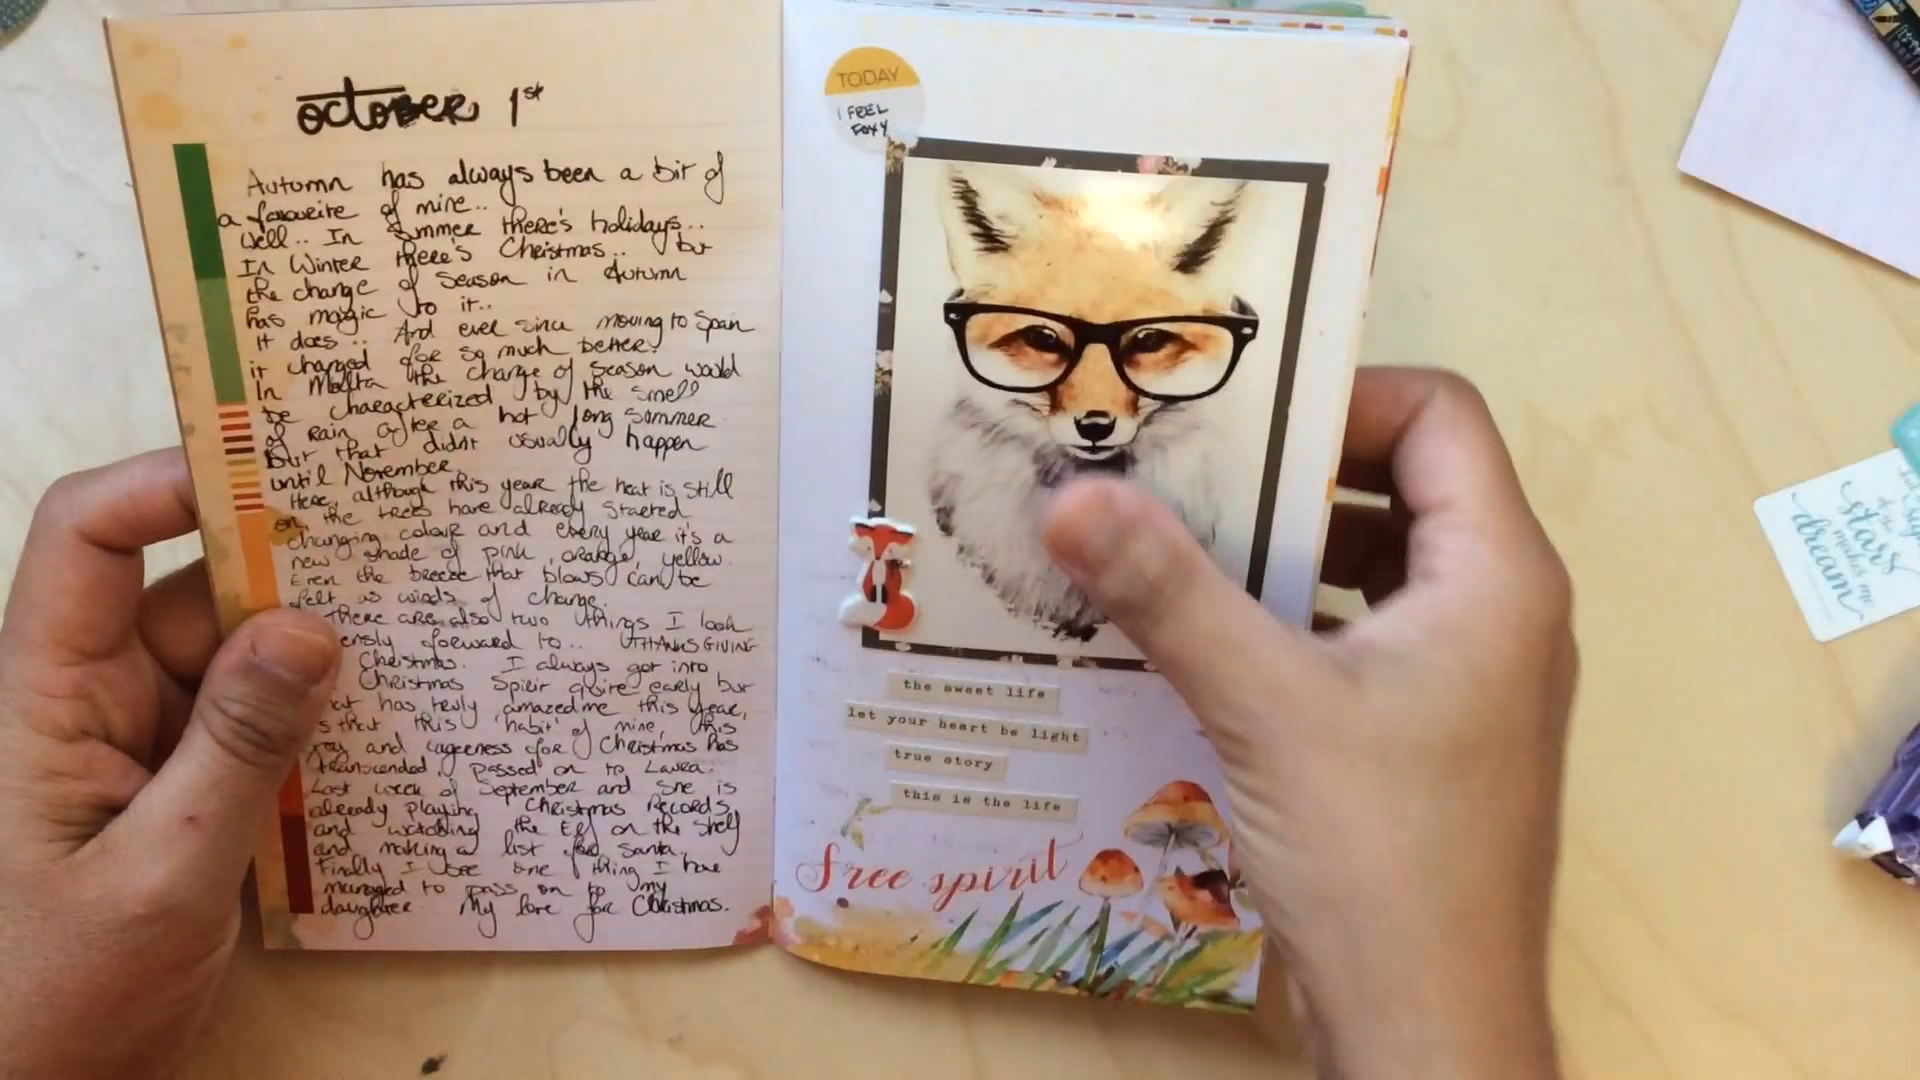 october 1st
Autumn has always been a bit of
a favourite of mine..
Well.. In Summer there's holidays...
In Winter there's Christmas.. but
the change of season in Autumn
has magic to it..
It does.. And ever since moving to Spain
it changed for so much better.
In Malta the change of season would
be characterized by the smell
of rain after a hot long summer
but that didn't usually happen
until November.
Here, although this year the heat is still
on, the trees have already started
changing colour and every year it's a
new shade of pink, orange, yellow.
Even the breeze that blows can be
felt as winds of change.
There are also two things I look
forward to.. THANKSGIVING
Christmas. I always got into
Christmas Spirit quite early but
has truly amazed me this year,
is that this 'habit' of mine, this
joy and eagerness for Christmas has
transcended, passed on to Laura.
Last week of September and she is
already playing Christmas Records,
and watching the Elf on the Shelf
and making a list for Santa.
Finally I see one thing I have
managed to pass on to my
daughter My love for Christmas.
TODAY
I FEEL
FOXY
the sweet life
let your heart be light
true story
this is the life
Free spirit
stars
makes me
dream